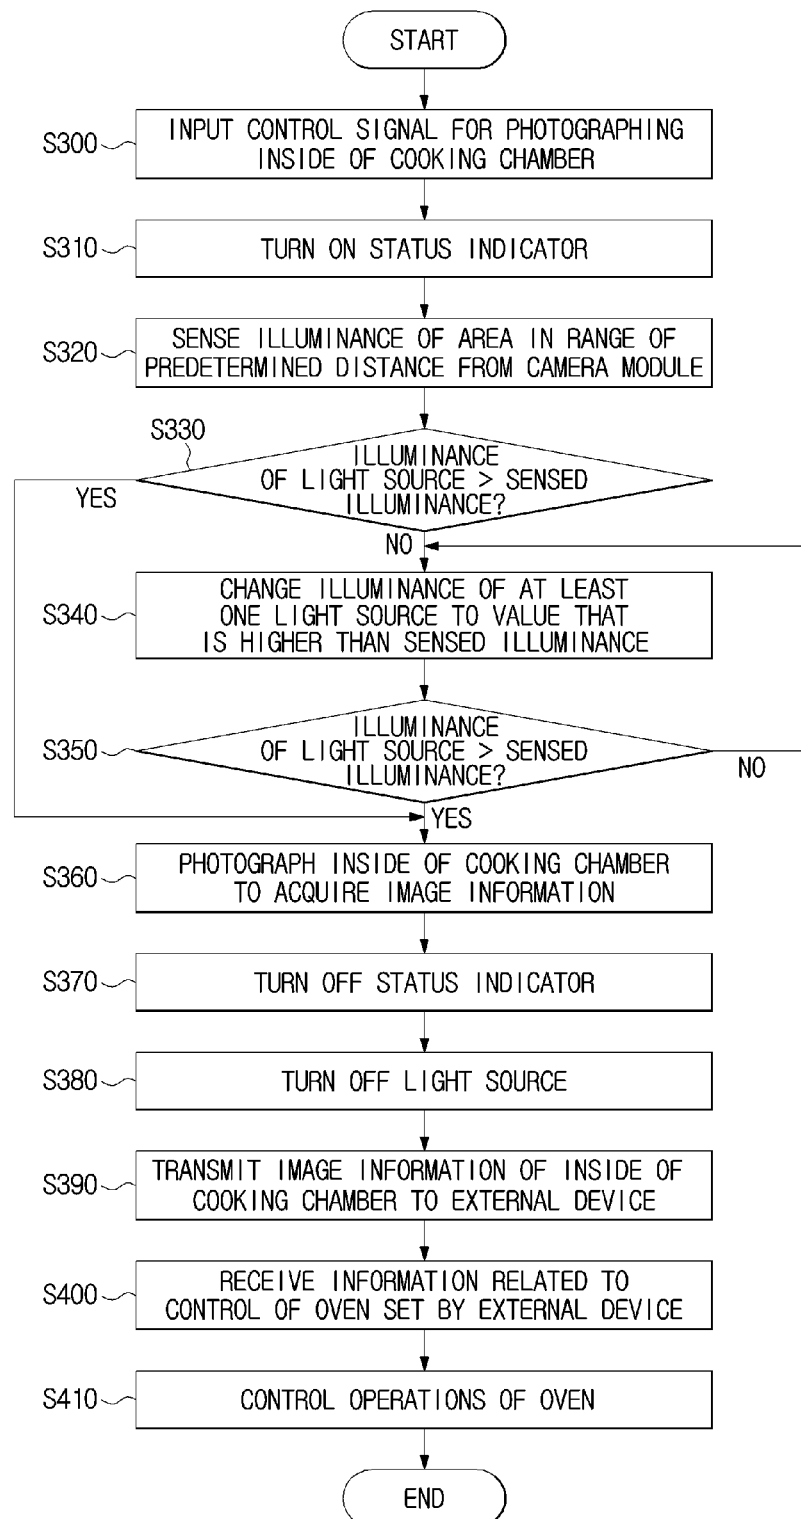 START
S300
INPUT CONTROL SIGNAL FOR PHOTOGRAPHING
INSIDE OF COOKING CHAMBER
S310
TURN ON STATUS INDICATOR
S320
SENSE ILLUMINANCE OF AREA IN RANGE OF
PREDETERMINED DISTANCE FROM CAMERA MODULE
S330
ILLUMINANCE
OF LIGHT SOURCE > SENSED
ILLUMINANCE?
YES
NO
S340
CHANGE ILLUMINANCE OF AT LEAST
ONE LIGHT SOURCE TO VALUE THAT
IS HIGHER THAN SENSED ILLUMINANCE
S350
ILLUMINANCE
OF LIGHT SOURCE > SENSED
ILLUMINANCE?
NO
YES
S360
PHOTOGRAPH INSIDE OF COOKING CHAMBER
TO ACQUIRE IMAGE INFORMATION
S370
TURN OFF STATUS INDICATOR
S380
TURN OFF LIGHT SOURCE
S390
TRANSMIT IMAGE INFORMATION OF INSIDE OF
COOKING CHAMBER TO EXTERNAL DEVICE
S400
RECEIVE INFORMATION RELATED TO
CONTROL OF OVEN SET BY EXTERNAL DEVICE
S410
CONTROL OPERATIONS OF OVEN
END